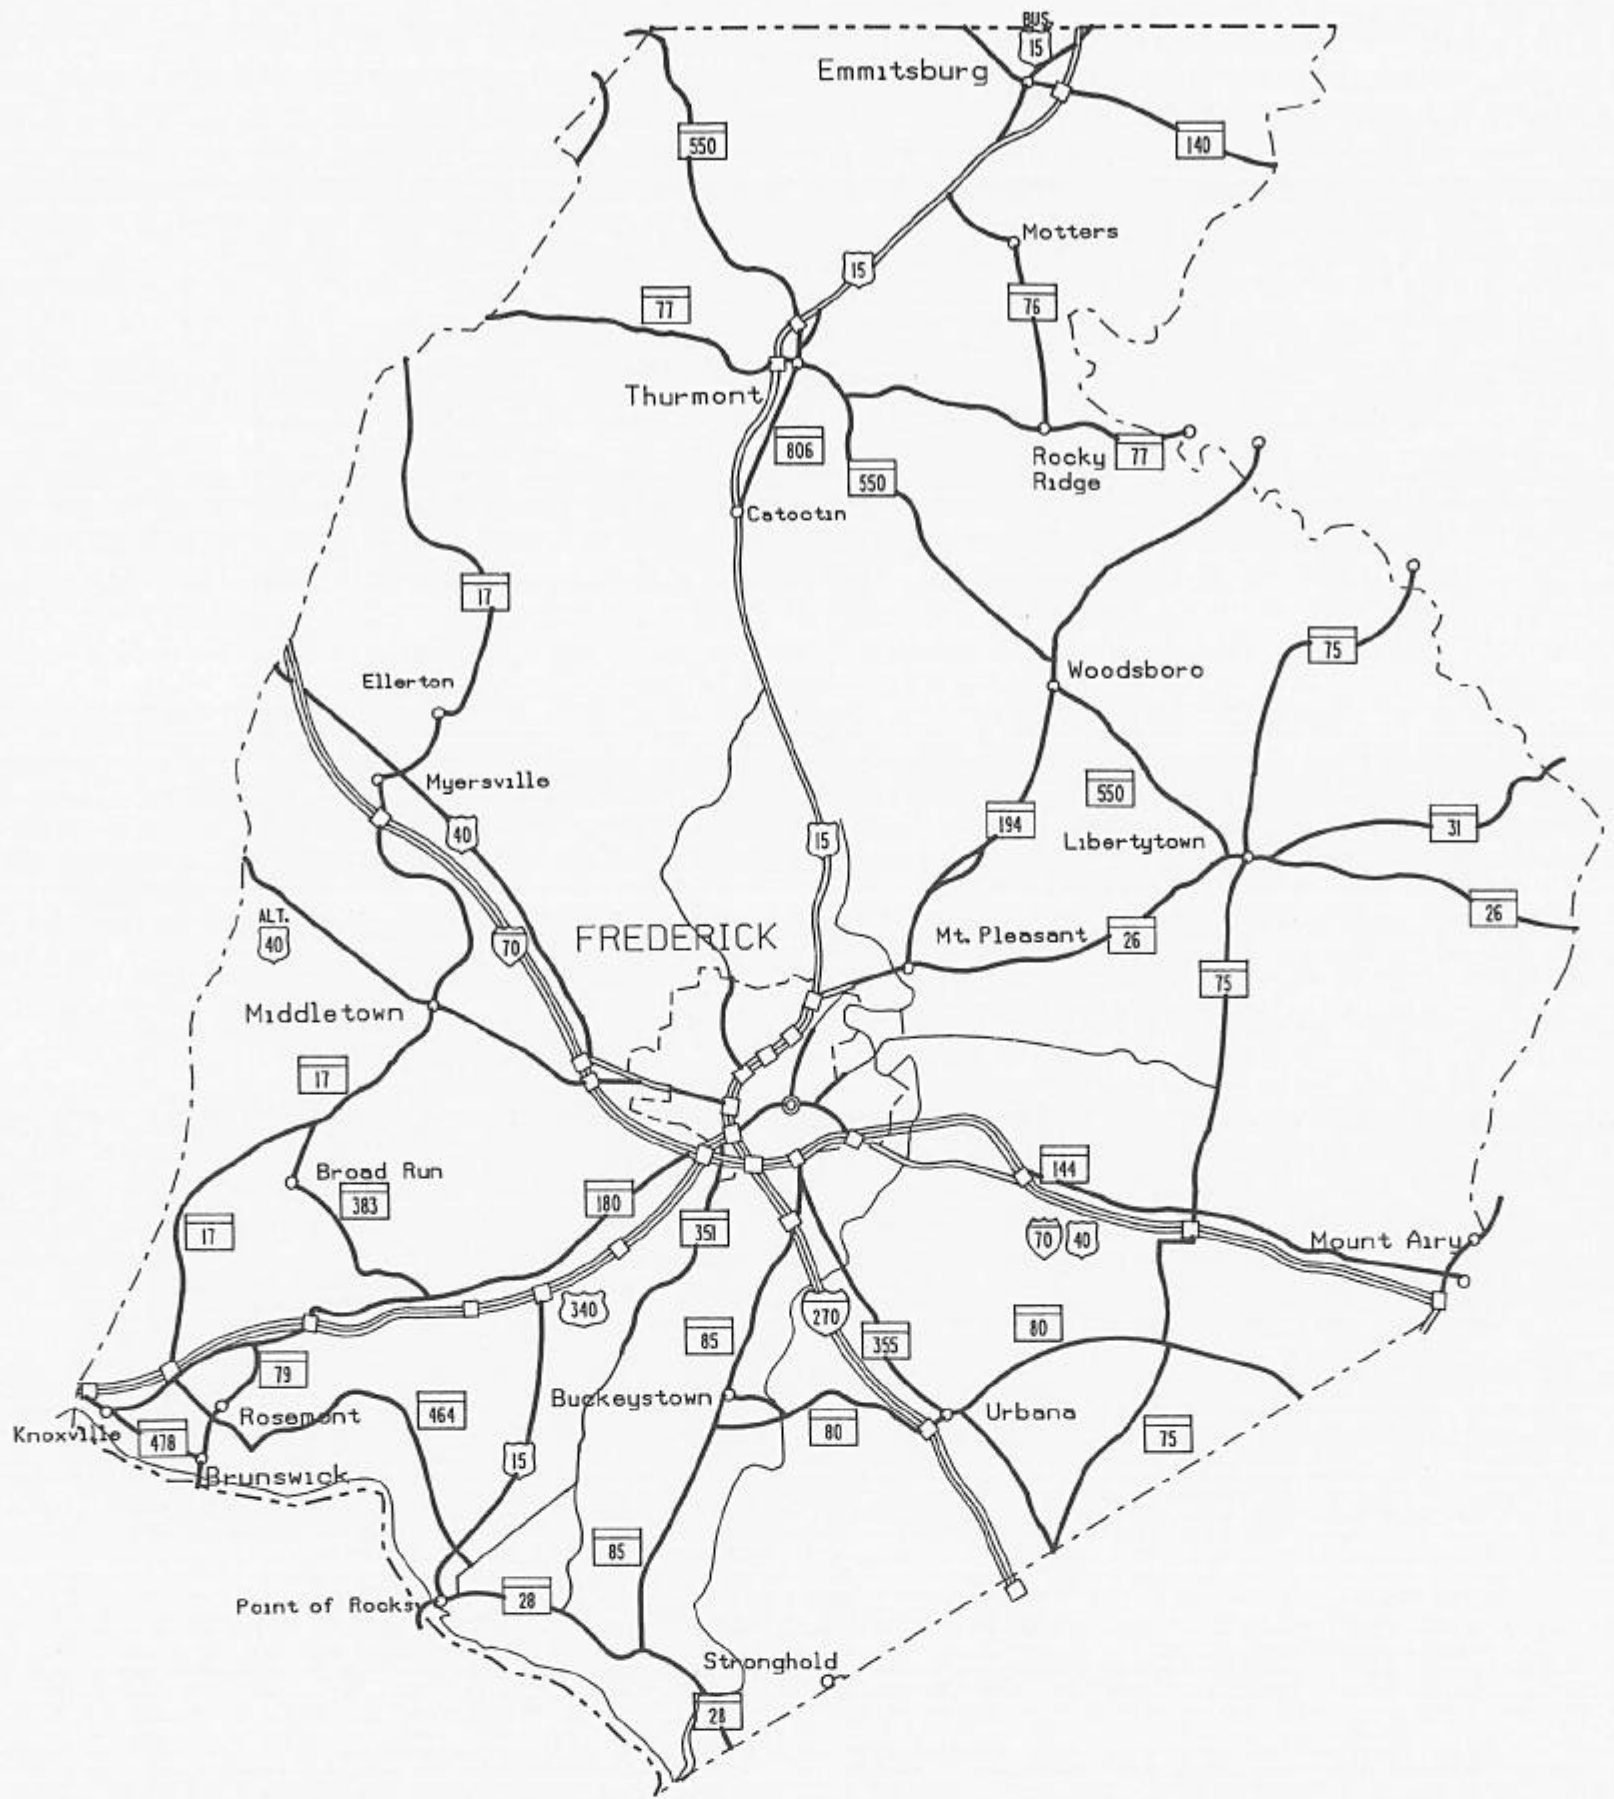 BUS.
15
Emmitsburg
550
140
Motters
15
77
76
Thurmont
806
Rocky
Ridge
77
550
Catoctin
17
75
Woodsboro
Ellerton
Myersville
40
550
194
15
31
Libertytown
ALT.
40
26
70
FREDERICK
Mt. Pleasant
26
75
Middletown
17
Broad Run
144
383
180
17
351
70
40
Mount Airy
340
270
85
80
355
79
Buckeystown
464
Rosemont
Urbana
80
75
Knoxville
478
15
Brunswick
85
Point of Rocks
28
Stronghold
28